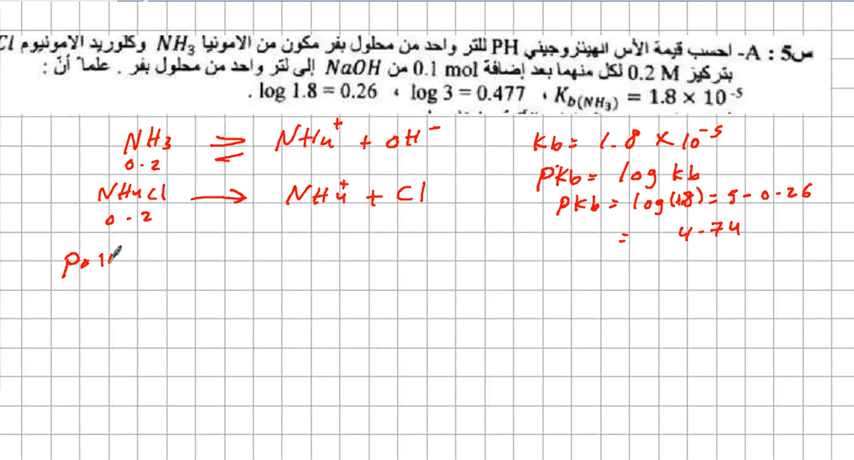 س5 : A- احسب قيمة الأس الهيدروجيني PH للتر واحد من محلول بفر مكون من الامونيا NH₃ وكلوريد الامونيوم Cl
بتركيز 0.2 M لكل منهما بعد إضافة 0.1 mol من NaOH إلى لتر واحد من محلول بفر . علما أنّ :
. log 1.8 = 0.26 ، log 3 = 0.477 ، K_b(NH₃) = 1.8 × 10⁻⁵
NH₃ ⇌ NH₄⁺ + OH⁻
0.2
NH₄Cl → NH₄⁺ + Cl
0.2
Kb = 1.8 × 10⁻⁵
Pkb = log kb
Pkb = log(1.8) = 5-0.26
= 4.74